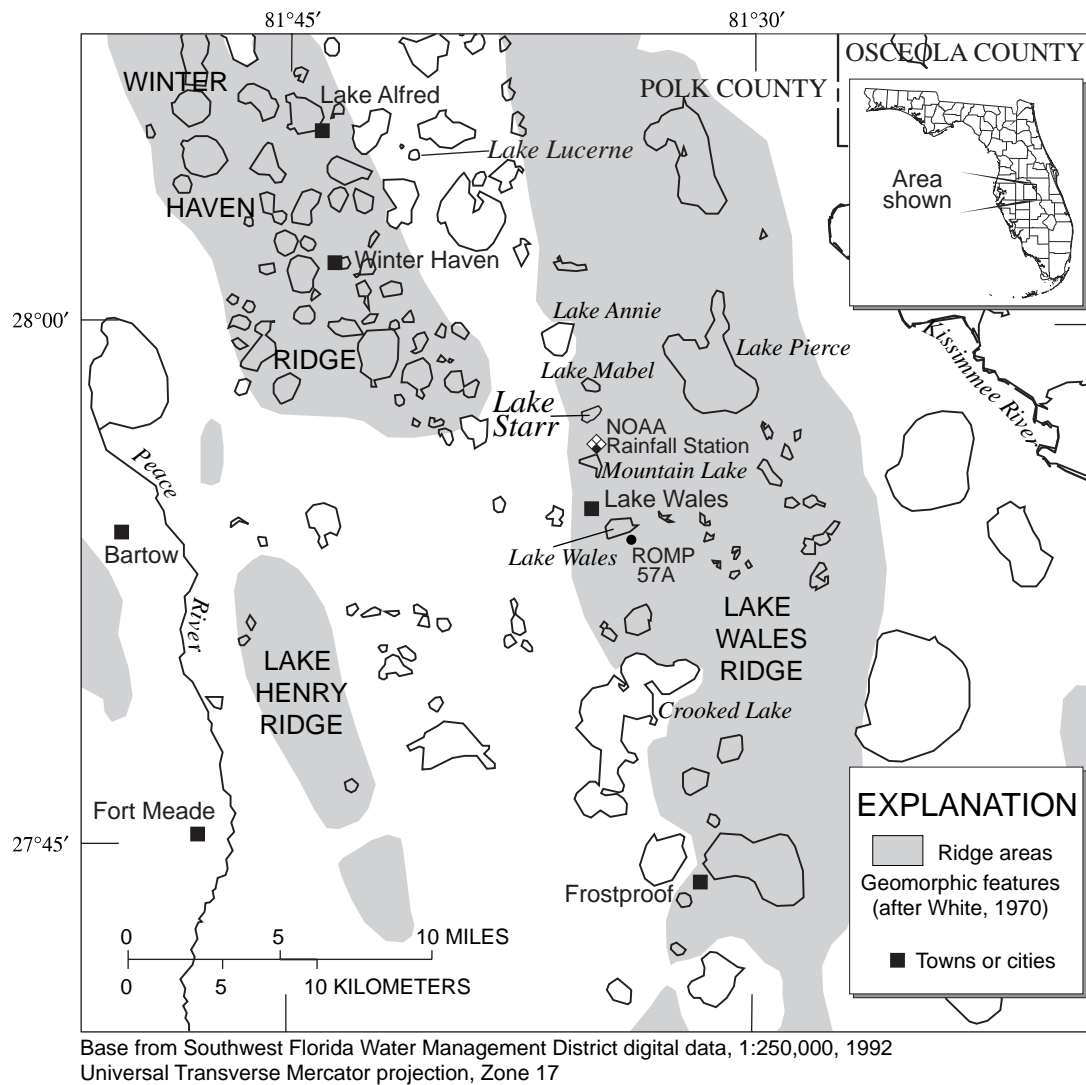 81°45′
81°30′
OSCEOLA COUNTY
WINTER
POLK COUNTY
Lake Alfred
Lake Lucerne
Area
shown
HAVEN
Winter Haven
28°00′
Lake Annie
Kissimmee River
RIDGE
Lake Pierce
Lake Mabel
Lake
Starr
NOAA
Rainfall Station
Mountain Lake
Peace
River
Lake Wales
Bartow
Lake Wales
ROMP
57A
LAKE
WALES
RIDGE
LAKE
HENRY
RIDGE
Crooked Lake
Fort Meade
27°45′
Frostproof
EXPLANATION
Ridge areas
Geomorphic features
(after White, 1970)
Towns or cities
0 5 10 MILES
0 5 10 KILOMETERS
Base from Southwest Florida Water Management District digital data, 1:250,000, 1992
Universal Transverse Mercator projection, Zone 17